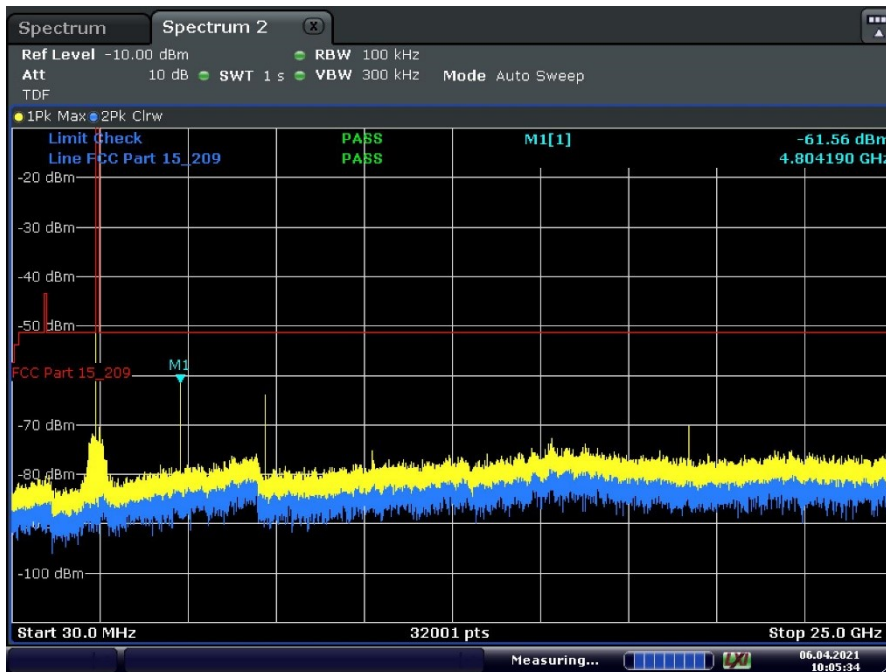 Spectrum Spectrum 2 X
Ref Level -10.00 dBm RBW 100 kHz
Att 10 dB SWT 1 s VBW 300 kHz Mode Auto Sweep
TDF
1Pk Max 2Pk Clrw
Limit Check PASS M1[1] -61.56 dBm
Line FCC Part 15_209 PASS 4.804190 GHz
-20 dBm
-30 dBm
-40 dBm
-50 dBm
M1
FCC Part 15_209
-70 dBm
-80 dBm
-100 dBm
Start 30.0 MHz 32001 pts Stop 25.0 GHz
Measuring... LXI 06.04.2021
10:05:34